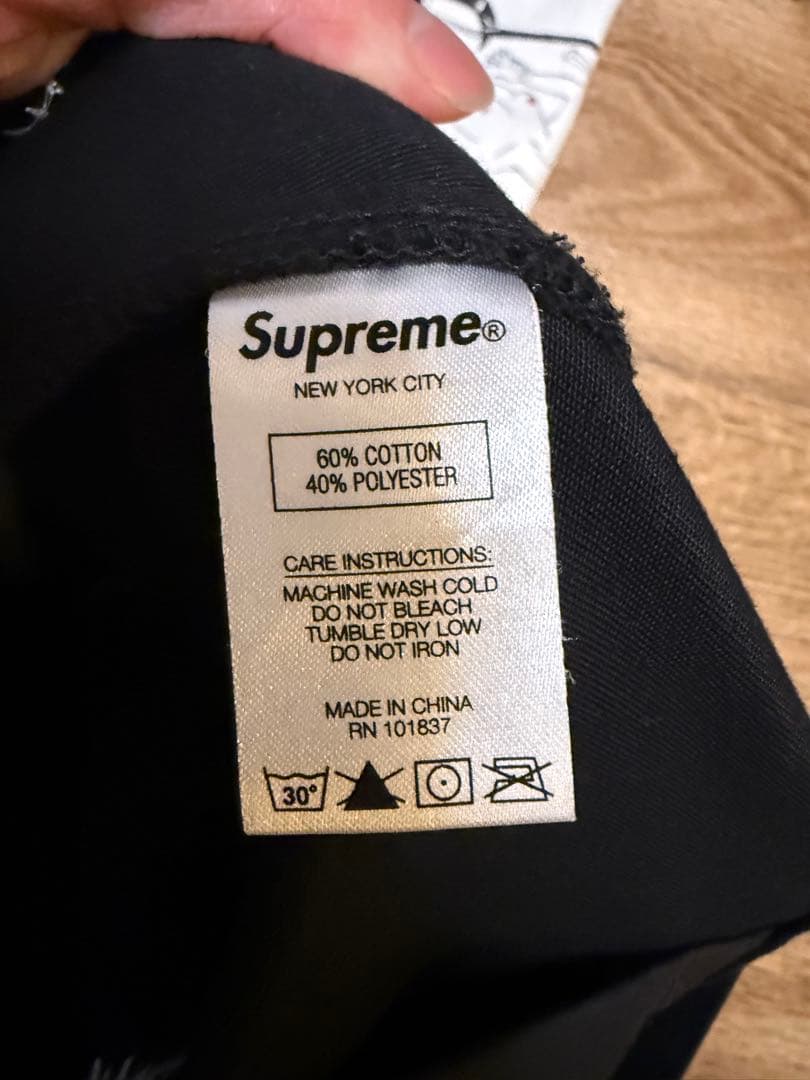 Supreme®
NEW YORK CITY
60% COTTON
40% POLYESTER
CARE INSTRUCTIONS:
MACHINE WASH COLD
DO NOT BLEACH
TUMBLE DRY LOW
DO NOT IRON
MADE IN CHINA
RN 101837
30°